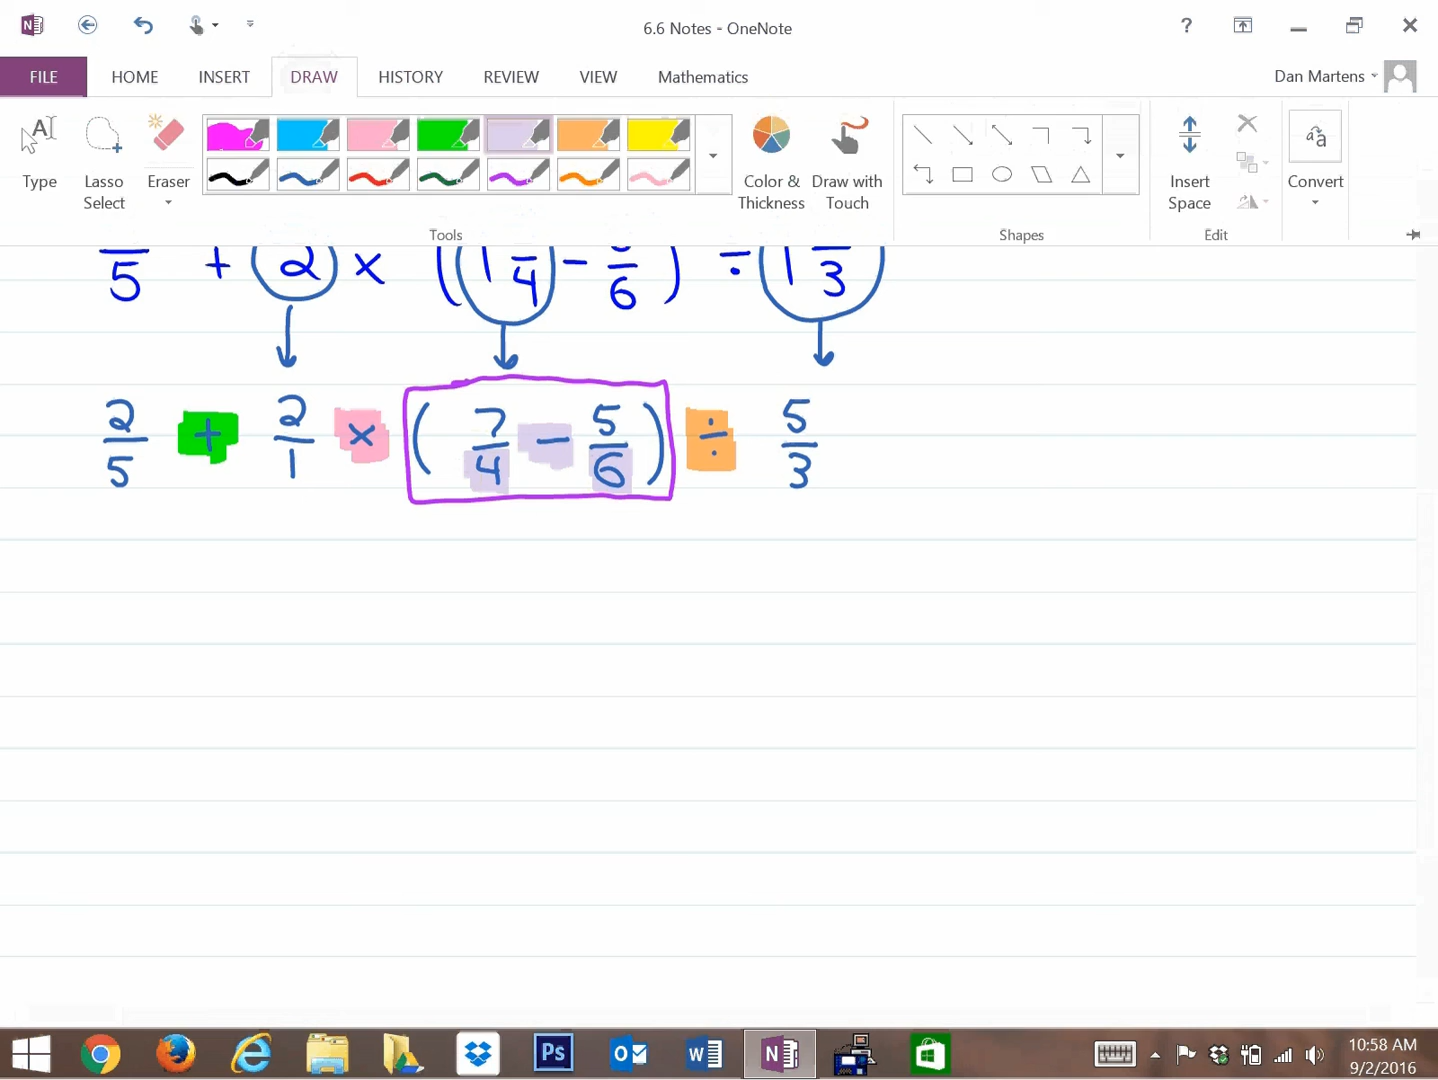 6.6 Notes - OneNote
?
FILE HOME INSERT DRAW HISTORY REVIEW VIEW Mathematics Dan Martens
Type Lasso Select Eraser Color & Thickness Draw with Touch Insert Space Convert
Tools Shapes Edit
5 + 2 × ( 1 4 − 6 ) ÷ 1 3
2/5 + 2/1 × ( 7/4 − 5/6 ) ÷ 5/3
Ps
10:58 AM
9/2/2016